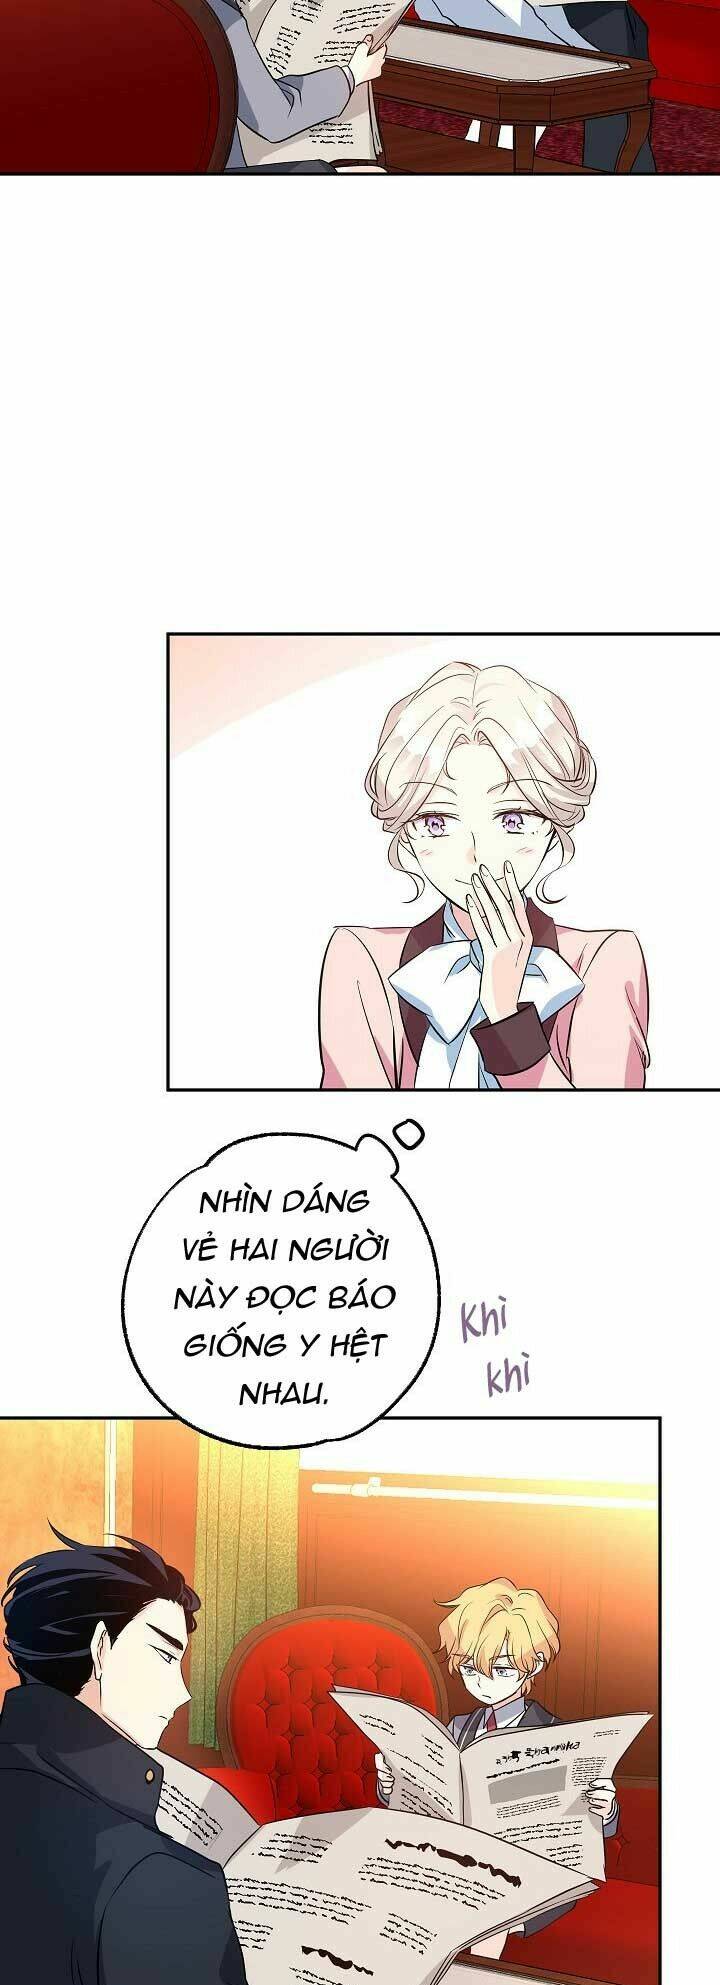 NHÌN DÁNG
VẺ HAI NGƯỜI
NÀY ĐỌC BÁO
GIỐNG Y HỆT
NHAU.
Khì
khì